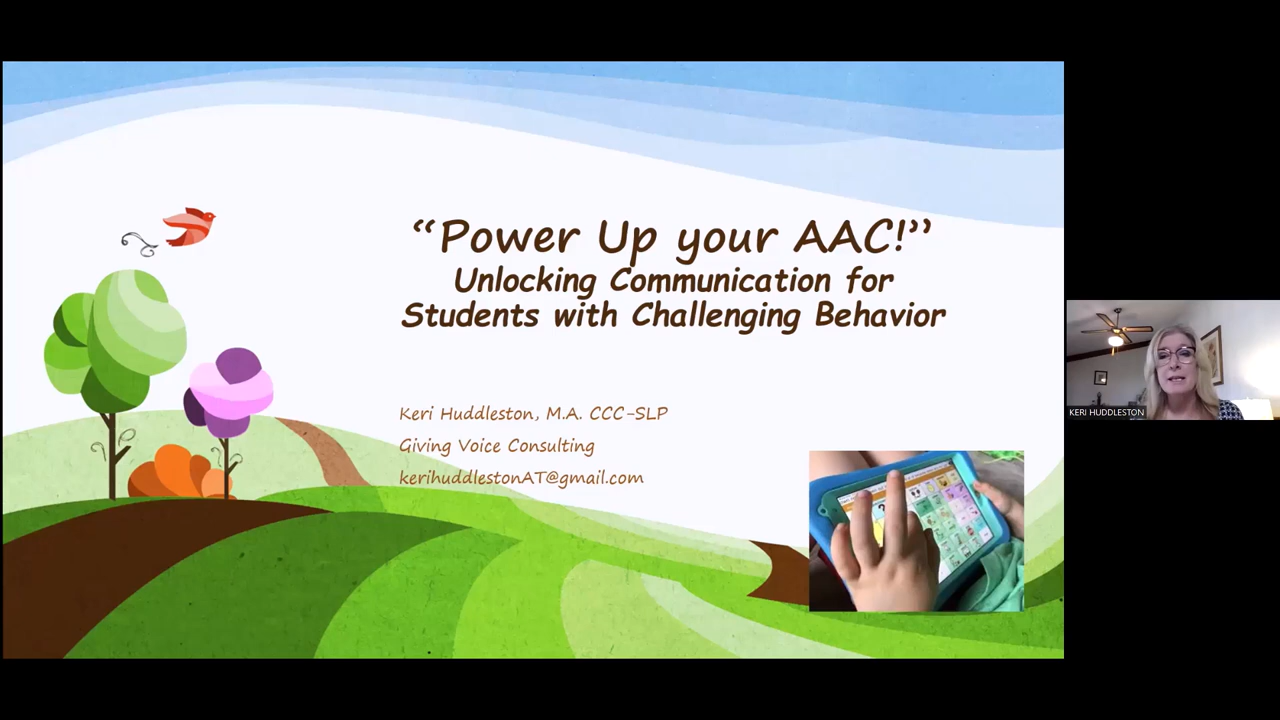 “Power Up your AAC!”
Unlocking Communication for
Students with Challenging Behavior
Keri Huddleston, M.A. CCC-SLP
Giving Voice Consulting
kerihuddlestonAT@gmail.com
KERI HUDDLESTON